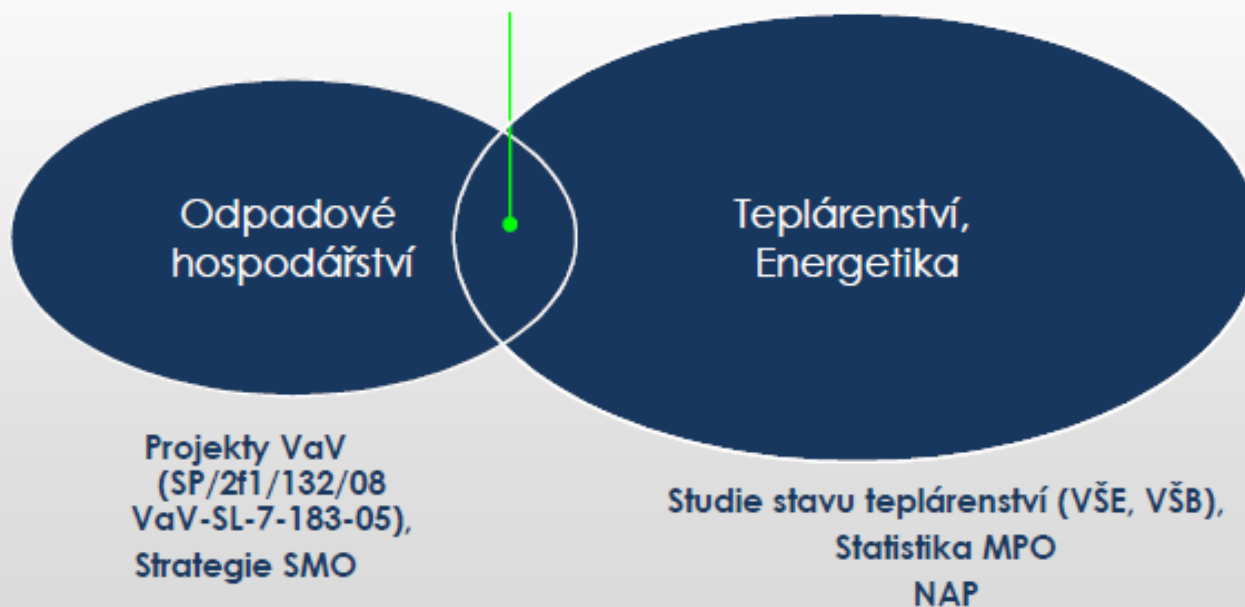 Odpadové
hospodářství
Teplárenství,
Energetika
Projekty VaV
(SP/2f1/132/08
VaV-SL-7-183-05),
Strategie SMO
Studie stavu teplárenství (VŠE, VŠB),
Statistika MPO
NAP